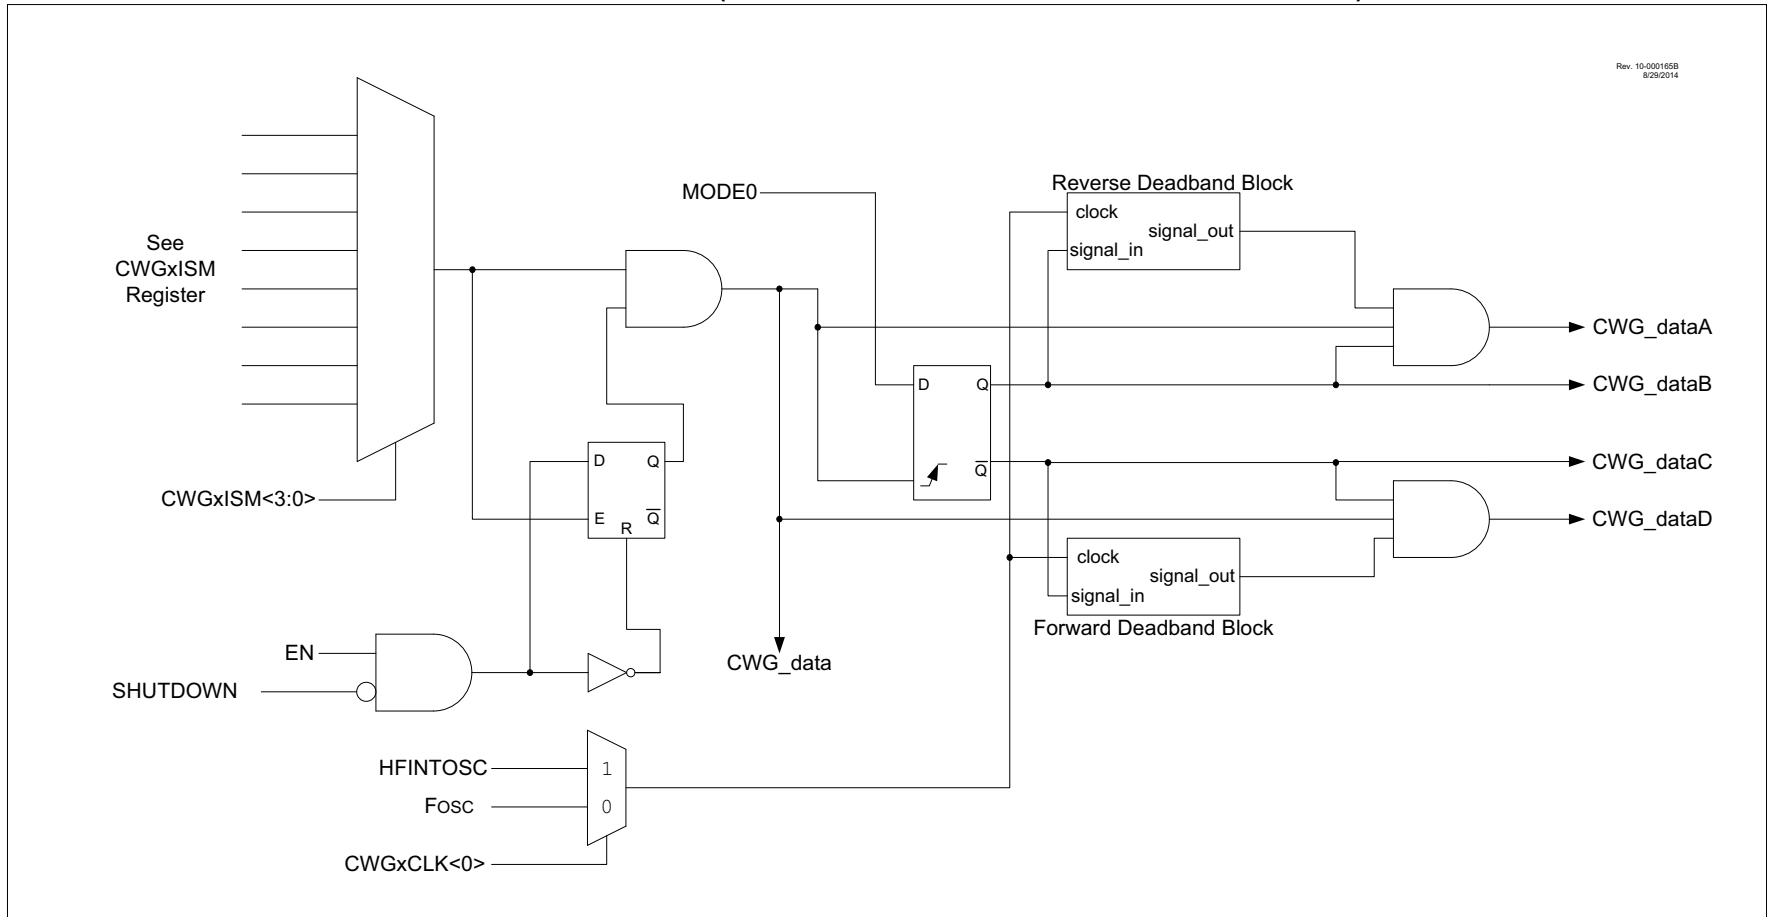 Rev. 10-000165B
8/29/2014
See
CWGxISM
Register
CWGxISM<3:0>
MODE0
Reverse Deadband Block
clock
signal_in
signal_out
D
Q
Q̅
CWG_dataA
CWG_dataB
CWG_dataC
CWG_dataD
D
Q
E
Q̅
R
clock
signal_in
signal_out
Forward Deadband Block
CWG_data
EN
SHUTDOWN
HFINTOSC
1
FOSC
0
CWGxCLK<0>